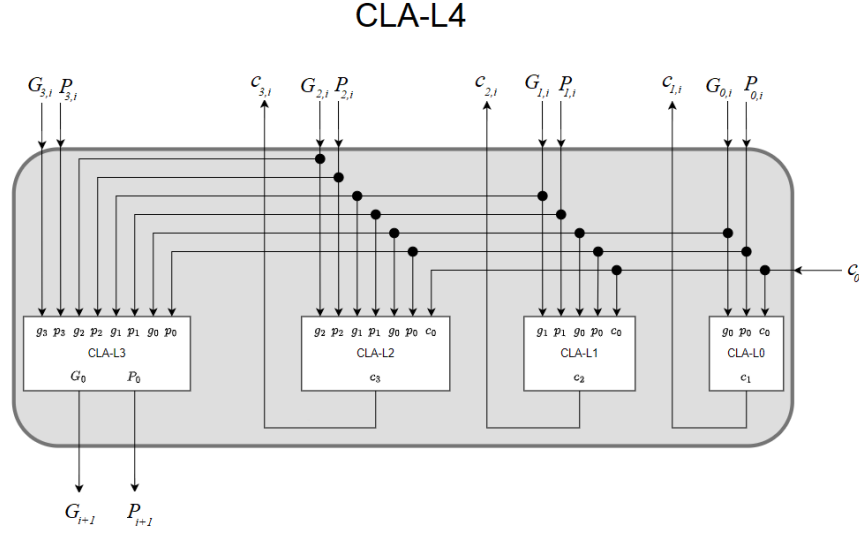 CLA-L4
G3,i P3,i c3,i G2,i P2,i c2,i G1,i P1,i c1,i G0,i P0,i
c0
g3 p3 g2 p2 g1 p1 g0 p0 g2 p2 g1 p1 g0 p0 c0 g1 p1 g0 p0 c0 g0 p0 c0
CLA-L3 CLA-L2 CLA-L1 CLA-L0
G0 P0 c3 c2 c1
Gi+1 Pi+1